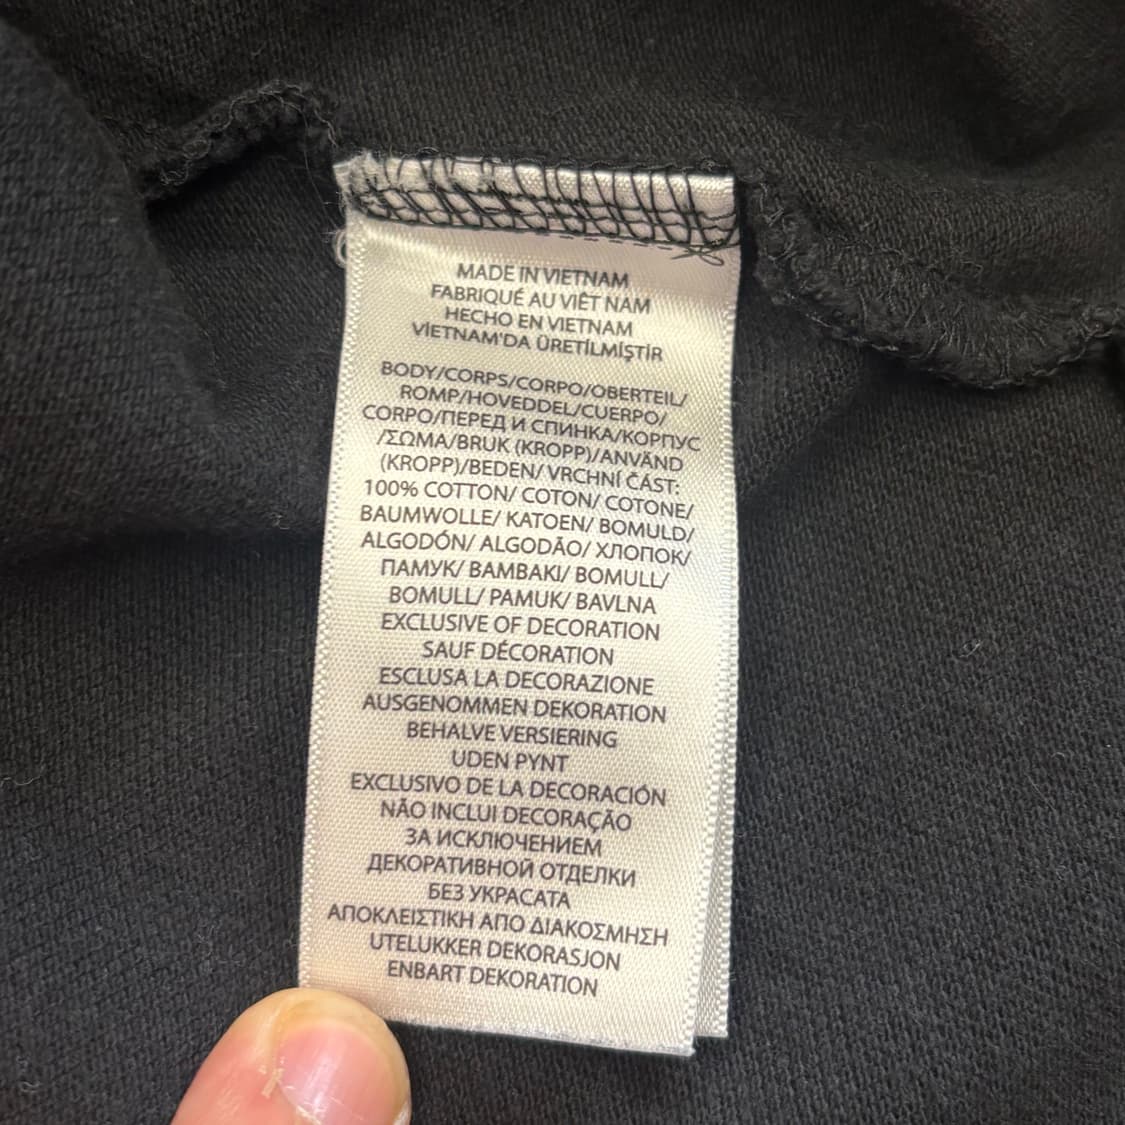 MADE IN VIETNAM
FABRIQUÉ AU VIÊT NAM
HECHO EN VIETNAM
VİETNAM'DA ÜRETİLMİŞTİR
BODY/CORPS/CORPO/OBERTEIL/
ROMP/HOVEDDEL/CUERPO/
CORPO/ПЕРЕД И СПИНКА/КОРПУС
/ΣΩΜΑ/BRUK (KROPP)/ANVÄND
(KROPP)/BEDEN/ VRCHNÍ ČÁST:
100% COTTON/ COTON/ COTONE/
BAUMWOLLE/ KATOEN/ BOMULD/
ALGODÓN/ ALGODÃO/ ХЛОПОК/
ПАМУК/ ΒΑΜΒΑΚΙ/ BOMULL/
BOMULL/ PAMUK/ BAVLNA
EXCLUSIVE OF DECORATION
SAUF DÉCORATION
ESCLUSA LA DECORAZIONE
AUSGENOMMEN DEKORATION
BEHALVE VERSIERING
UDEN PYNT
EXCLUSIVO DE LA DECORACIÓN
NÃO INCLUI DECORAÇÃO
ЗА ИСКЛЮЧЕНИЕМ
ДЕКОРАТИВНОЙ ОТДЕЛКИ
БЕЗ УКРАСАТА
ΑΠΟΚΛΕΙΣΤΙΚΗ ΑΠΟ ΔΙΑΚΟΣΜΗΣΗ
UTELUKKER DEKORASJON
ENBART DEKORATION